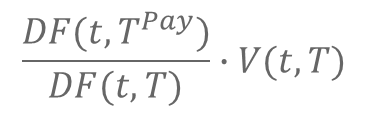 DF(t, T^Pay)
DF(t, T) · V(t, T)